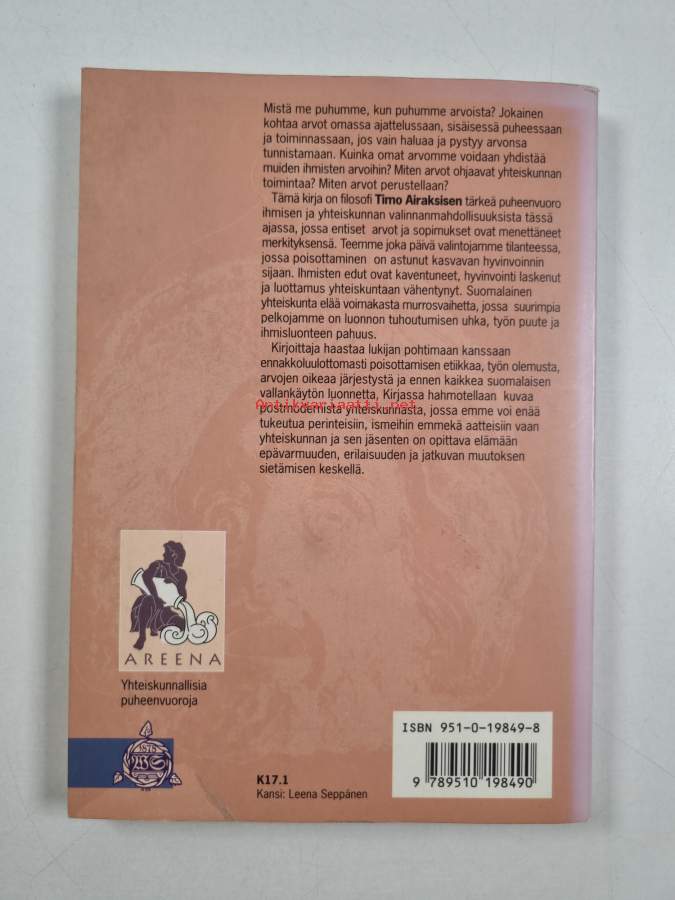 Mistä me puhumme, kun puhumme arvoista? Jokainen
kohtaa arvot omassa ajattelussaan, sisäisessä puheessaan
ja toiminnassaan, jos vain haluaa ja pystyy arvonsa
tunnistamaan. Kuinka omat arvomme voidaan yhdistää
muiden ihmisten arvoihin? Miten arvot ohjaavat yhteiskunnan
toimintaa? Miten arvot perustellaan?
Tämä kirja on filosofi Timo Airaksisen tärkeä puheenvuoro
ihmisen ja yhteiskunnan valinnanmahdollisuuksista tässä
ajassa, jossa entiset arvot ja sopimukset ovat menettäneet
merkityksensä. Teemme joka päivä valintojamme tilanteessa,
jossa poisottaminen on astunut kasvavan hyvinvoinnin
sijaan. Ihmisten edut ovat kaventuneet, hyvinvointi laskenut
ja luottamus yhteiskuntaan vähentynyt. Suomalainen
yhteiskunta elää voimakasta murrosvaihetta, jossa suurimpia
pelkojamme on luonnon tuhoutumisen uhka, työn puute ja
ihmisluonteen pahuus.
Kirjoittaja haastaa lukijan pohtimaan kanssaan
ennakkoluulottomasti poisottamisen etiikkaa, työn olemusta,
arvojen oikeaa järjestystä ja ennen kaikkea suomalaisen
vallankäytön luonnetta, Kirjassa hahmotellaan kuvaa
Antikvariaatti.net
postmodernista yhteiskunnasta, jossa emme voi enää
tukeutua perinteisiin, ismeihin emmekä aatteisiin vaan
yhteiskunnan ja sen jäsenten on opittava elämään
epävarmuuden, erilaisuuden ja jatkuvan muutoksen
sietämisen keskellä.
AREENA
Yhteiskunnallisia
puheenvuoroja
1878
WS
K17.1
Kansi: Leena Seppänen
ISBN 951-0-19849-8
9 789510 198490